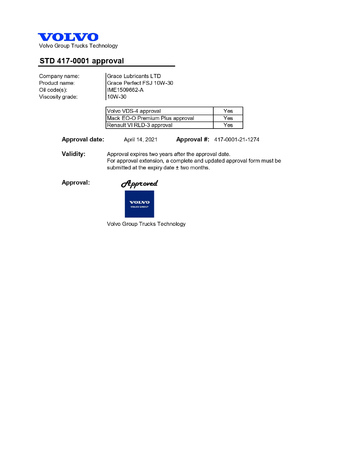 VOLVO
Volvo Group Trucks Technology
STD 417-0001 approval
Company name: Grace Lubricants LTD
Product name: Grace Perfect FSJ 10W-30
Oil code(s): IME1509662-A
Viscosity grade: 10W-30
Volvo VDS-4 approval Yes
Mack EO-O Premium Plus approval Yes
Renault VI RLD-3 approval Yes
Approval date: April 14, 2021 Approval #: 417-0001-21-1274
Validity: Approval expires two years after the approval date.
For approval extension, a complete and updated approval form must be
submitted at the expiry date ± two months.
Approval: Approved
VOLVO
Volvo Group Trucks Technology